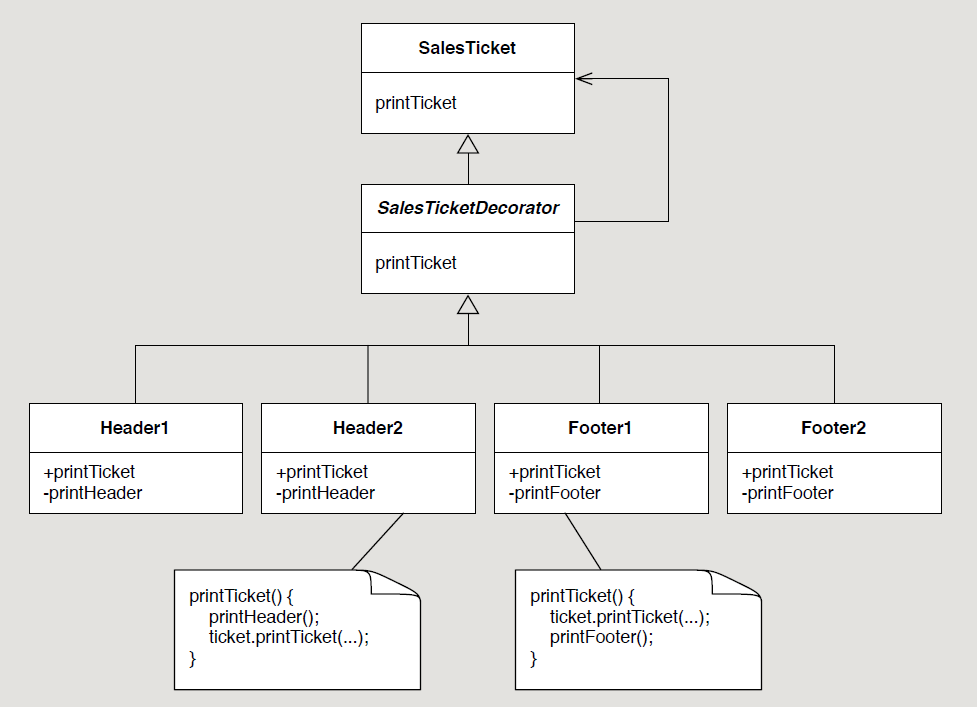 SalesTicket
printTicket
SalesTicketDecorator
printTicket
Header1
+printTicket
-printHeader
Header2
+printTicket
-printHeader
Footer1
+printTicket
-printFooter
Footer2
+printTicket
-printFooter
printTicket() {
printHeader();
ticket.printTicket(...);
}
printTicket() {
ticket.printTicket(...);
printFooter();
}